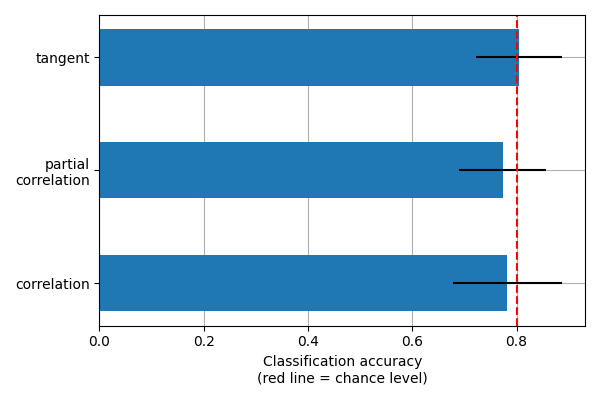 tangent
partial
correlation
correlation
0.0 0.2 0.4 0.6 0.8
Classification accuracy
(red line = chance level)